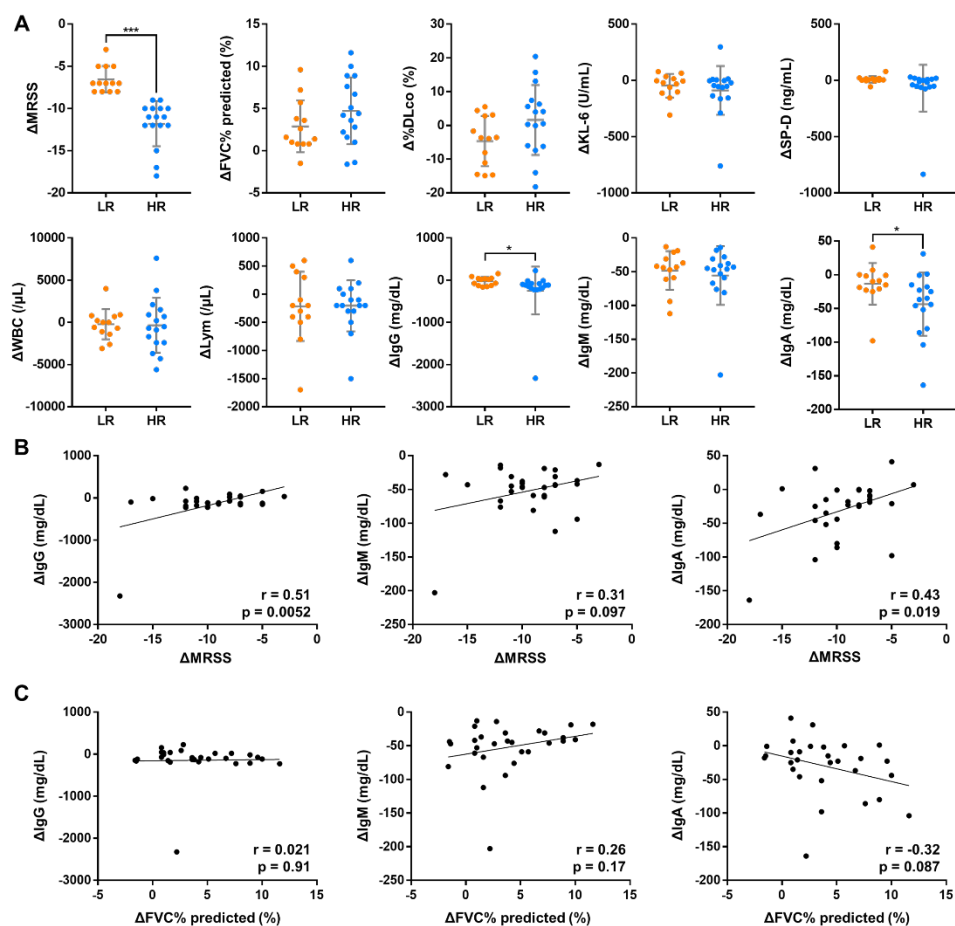 A
ΔMRSS
0
-5
-10
-15
-20
***
LR HR
ΔFVC% predicted (%)
15
10
5
0
-5
LR HR
Δ%DLco (%)
30
20
10
0
-10
-20
LR HR
ΔKL-6 (U/mL)
500
0
-500
-1000
LR HR
ΔSP-D (ng/mL)
500
0
-500
-1000
LR HR
ΔWBC (/μL)
10000
5000
0
-5000
-10000
LR HR
ΔLym (/μL)
1000
500
0
-500
-1000
-1500
-2000
LR HR
ΔIgG (mg/dL)
1000
0
-1000
-2000
-3000
*
LR HR
ΔIgM (mg/dL)
0
-50
-100
-150
-200
-250
LR HR
ΔIgA (mg/dL)
50
0
-50
-100
-150
-200
*
LR HR
B
ΔIgG (mg/dL)
1000
0
-1000
-2000
-3000
r = 0.51
p = 0.0052
-20 -15 -10 -5 0
ΔMRSS
ΔIgM (mg/dL)
0
-50
-100
-150
-200
-250
r = 0.31
p = 0.097
-20 -15 -10 -5 0
ΔMRSS
ΔIgA (mg/dL)
50
0
-50
-100
-150
-200
r = 0.43
p = 0.019
-20 -15 -10 -5 0
ΔMRSS
C
ΔIgG (mg/dL)
1000
0
-1000
-2000
-3000
r = 0.021
p = 0.91
-5 0 5 10 15
ΔFVC% predicted (%)
ΔIgM (mg/dL)
0
-50
-100
-150
-200
-250
r = 0.26
p = 0.17
-5 0 5 10 15
ΔFVC% predicted (%)
ΔIgA (mg/dL)
50
0
-50
-100
-150
-200
r = -0.32
p = 0.087
-5 0 5 10 15
ΔFVC% predicted (%)